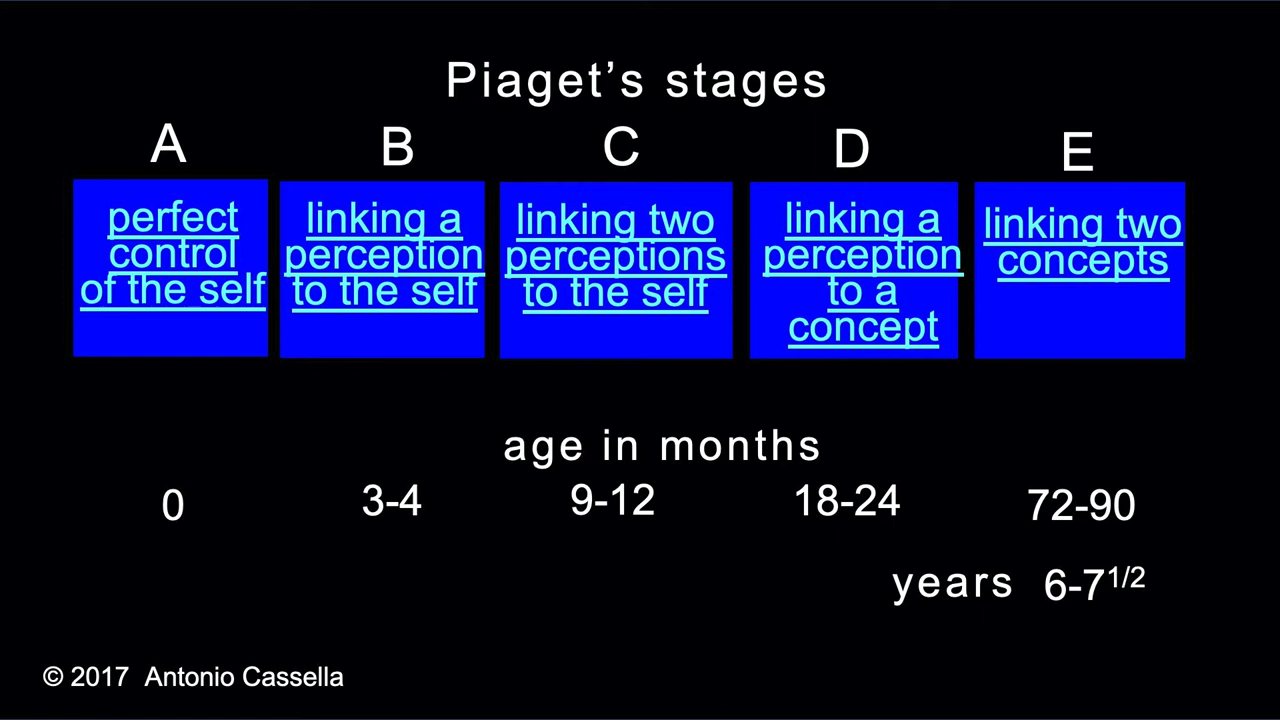 Piaget’s stages
A B C D E
perfect
control
of the self
linking a
perception
to the self
linking two
perceptions
to the self
linking a
perception
to a
concept
linking two
concepts
age in months
0 3-4 9-12 18-24 72-90
years 6-7 1/2
© 2017 Antonio Cassella